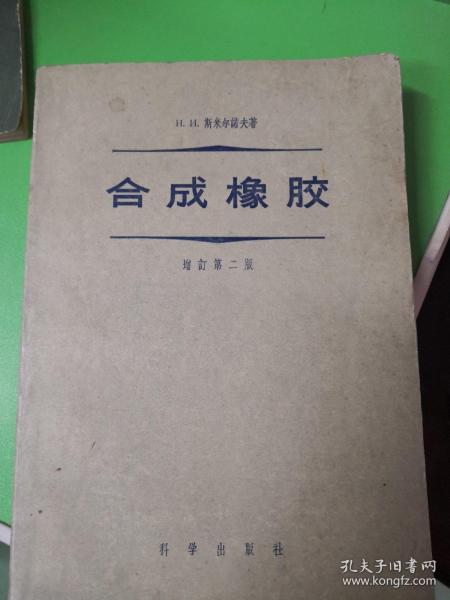 Н. И. 斯米尔諾夫著
合成橡胶
增訂第二版
科学出版社
孔夫子旧书网
www.kongfz.com